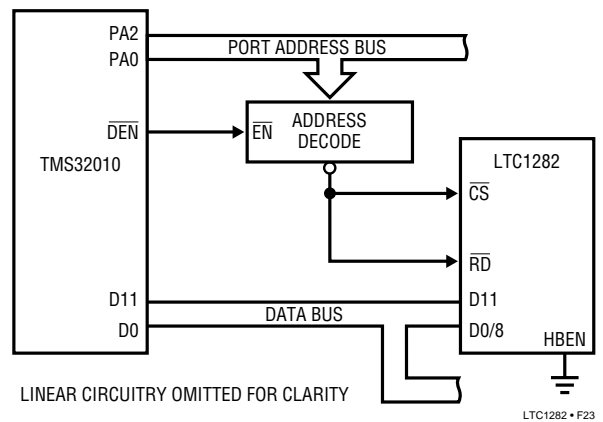 PA2
PORT ADDRESS BUS
PA0
DEN
EN
ADDRESS
DECODE
TMS32010
LTC1282
CS
RD
D11
D11
DATA BUS
D0
D0/8
HBEN
LINEAR CIRCUITRY OMITTED FOR CLARITY
LTC1282 • F23